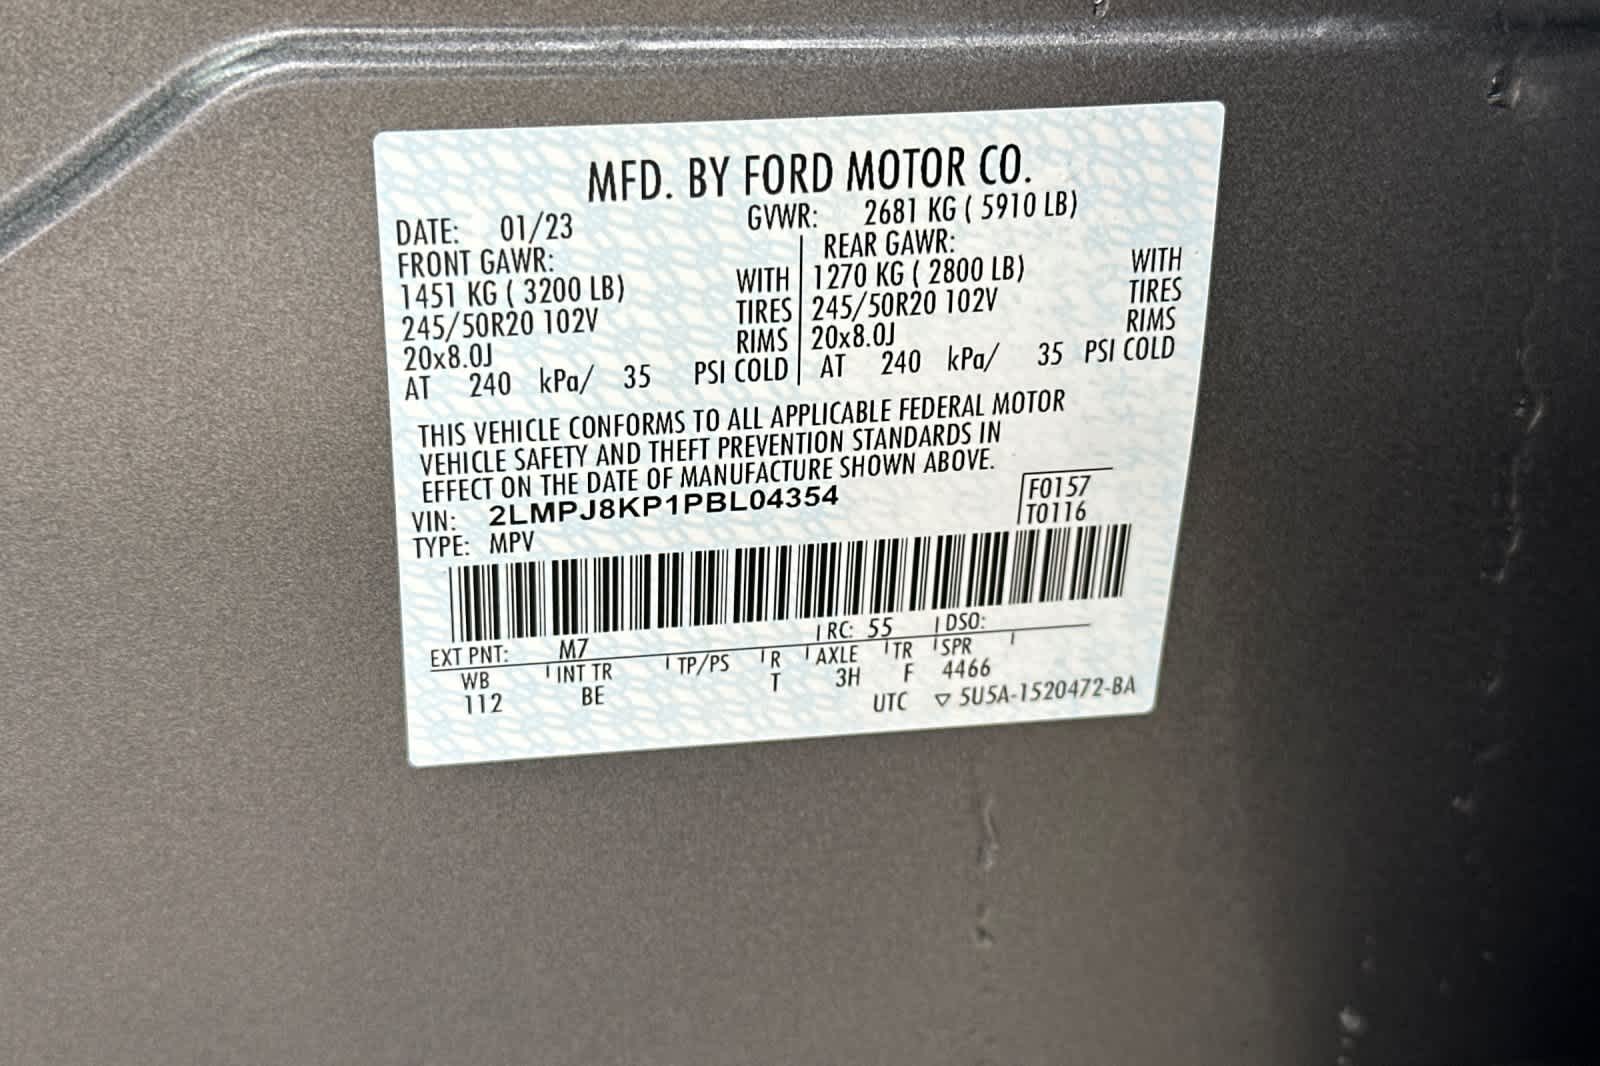 MFD. BY FORD MOTOR CO.
DATE: 01/23 GVWR: 2681 KG ( 5910 LB)
FRONT GAWR: REAR GAWR:
1451 KG ( 3200 LB) WITH 1270 KG ( 2800 LB) WITH
245/50R20 102V TIRES 245/50R20 102V TIRES
20x8.0J RIMS 20x8.0J RIMS
AT 240 kPa/ 35 PSI COLD AT 240 kPa/ 35 PSI COLD
THIS VEHICLE CONFORMS TO ALL APPLICABLE FEDERAL MOTOR
VEHICLE SAFETY AND THEFT PREVENTION STANDARDS IN
EFFECT ON THE DATE OF MANUFACTURE SHOWN ABOVE.
VIN: 2LMPJ8KP1PBL04354 F0157
TYPE: MPV T0116
EXT PNT: M7 RC: 55 DSO:
WB INT TR TP/PS R AXLE TR SPR
112 BE T 3H F 4466
UTC ▽ 5U5A-1520472-BA